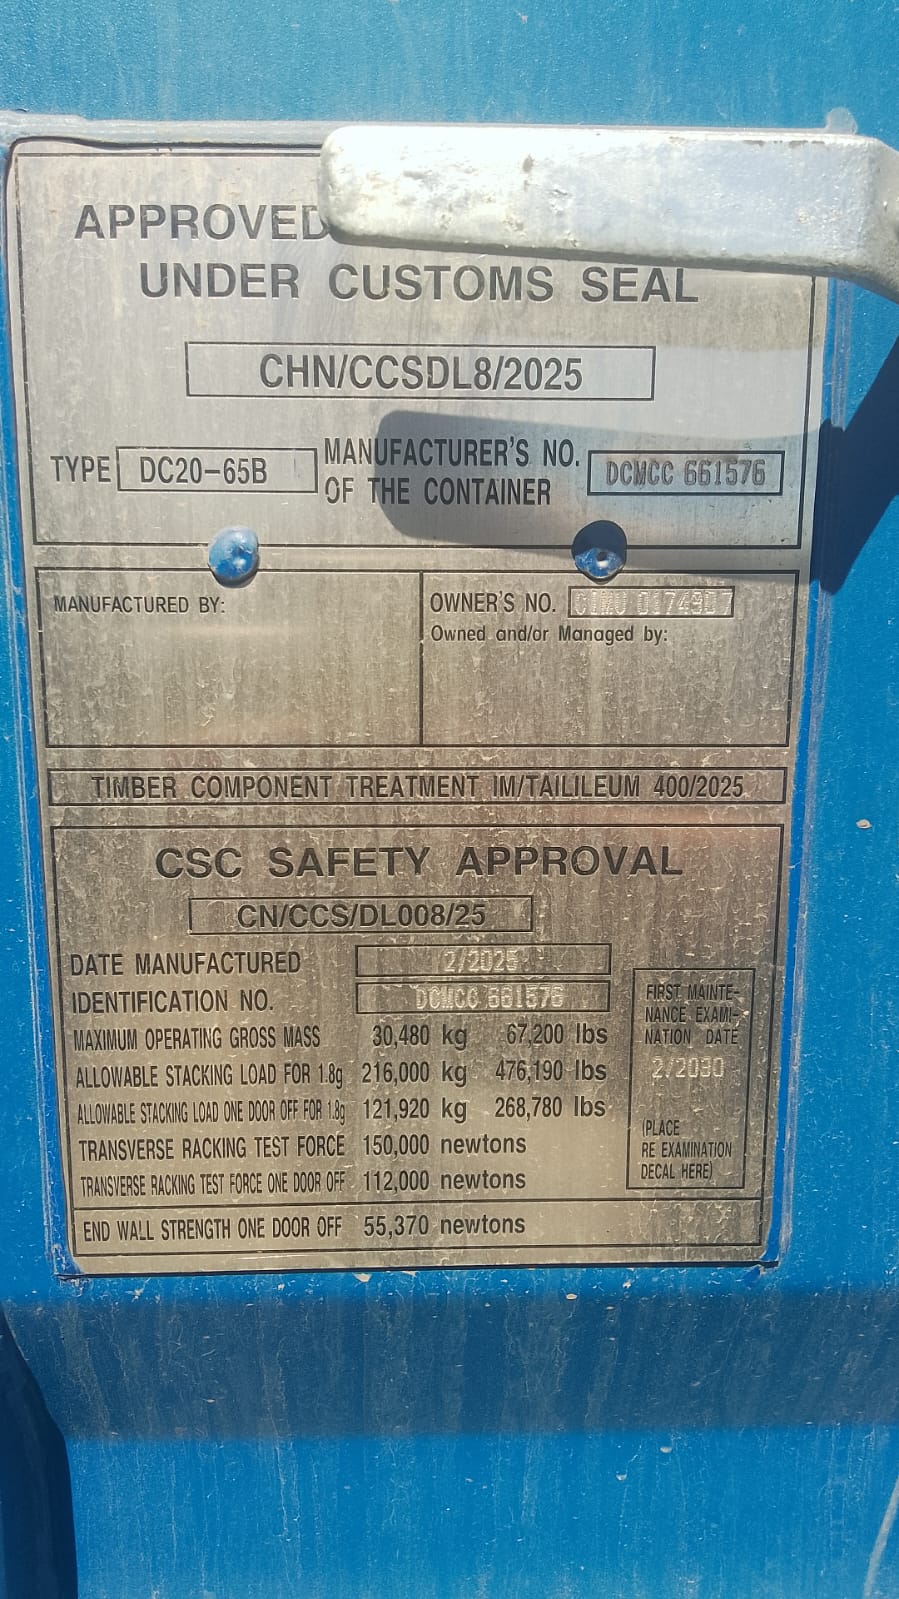 APPROVED
UNDER CUSTOMS SEAL
CHN/CCSDL8/2025
TYPE DC20-65B MANUFACTURER'S NO. OF THE CONTAINER DCMCC 661576
MANUFACTURED BY:
OWNER'S NO.
Owned and/or Managed by:
TIMBER COMPONENT TREATMENT IM/TAILILEUM 400/2025
CSC SAFETY APPROVAL
CN/CCS/DL008/25
DATE MANUFACTURED 2/2025
IDENTIFICATION NO. DCMCC 661576
MAXIMUM OPERATING GROSS MASS 30,480 kg 67,200 lbs
ALLOWABLE STACKING LOAD FOR 1.8g 216,000 kg 476,190 lbs
ALLOWABLE STACKING LOAD ONE DOOR OFF FOR 1.8g 121,920 kg 268,780 lbs
TRANSVERSE RACKING TEST FORCE 150,000 newtons
TRANSVERSE RACKING TEST FORCE ONE DOOR OFF 112,000 newtons
END WALL STRENGTH ONE DOOR OFF 55,370 newtons
FIRST MAINTE-
NANCE EXAMI-
NATION DATE
2/2030
(PLACE
RE EXAMINATION
DECAL HERE)